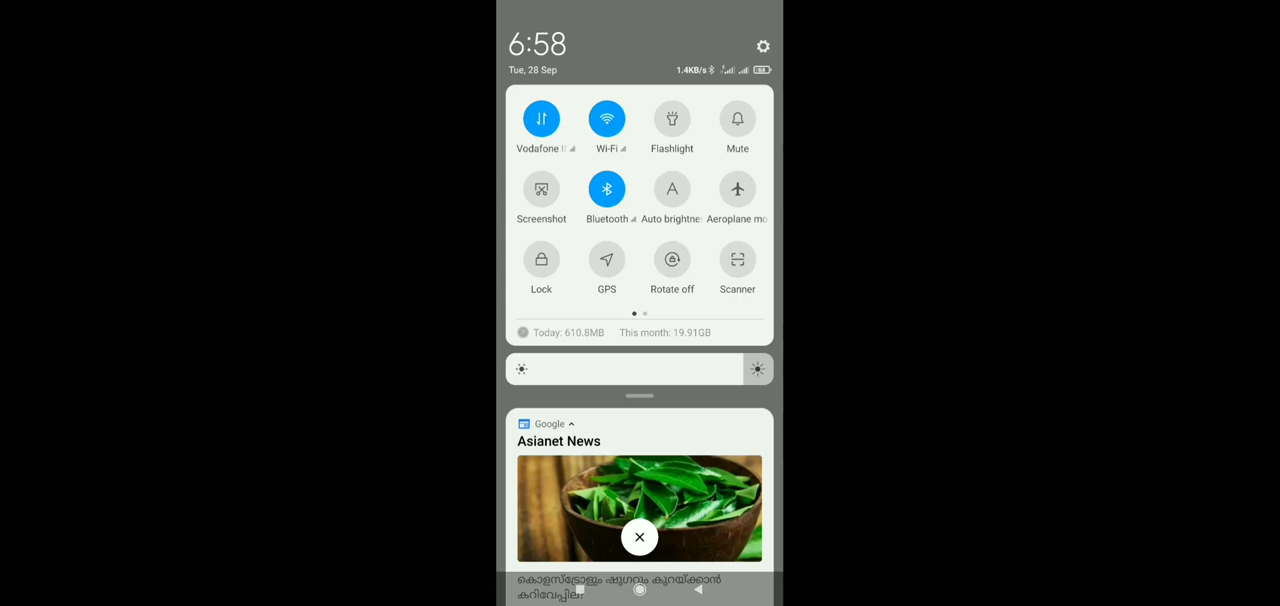 6:58
Tue, 28 Sep
1.4KB/s
64
Vodafone
Wi-Fi
Flashlight
Mute
Screenshot
Bluetooth
Auto brightne
Aeroplane mo
Lock
GPS
Rotate off
Scanner
Today: 610.8MB This month: 19.91GB
Google
Asianet News
കൊളസ്ട്രോളും ഷുഗറും കുറയ്ക്കാൻ
കറിവേപ്പില?